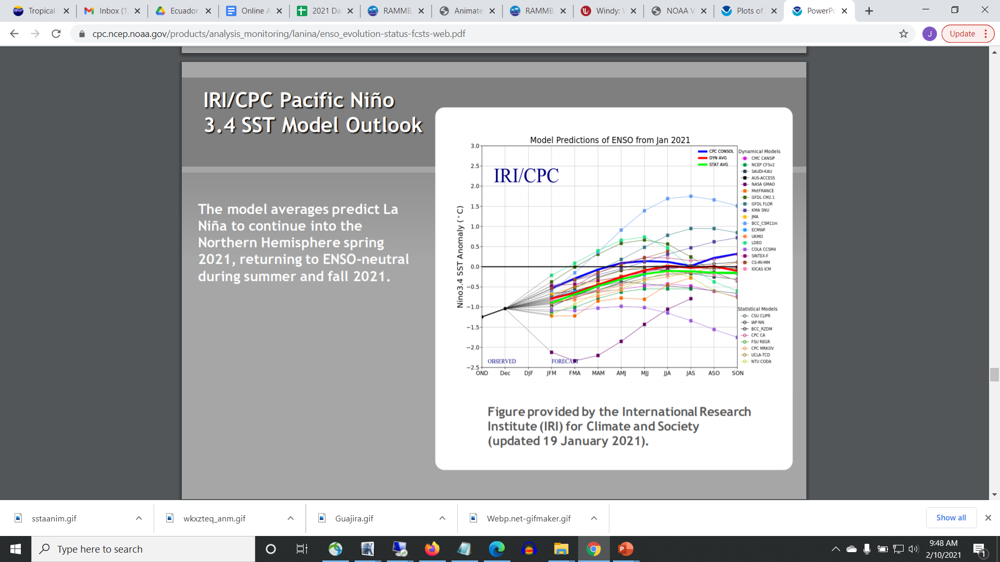 Tropical
Inbox (1,
Ecuador
Online A
2021 Da
RAMMB
Animate
RAMMB
Windy: W
NOAA V
Plots of
PowerPo
cpc.ncep.noaa.gov/products/analysis_monitoring/lanina/enso_evolution-status-fcsts-web.pdf
J
Update
IRI/CPC Pacific Niño
3.4 SST Model Outlook
The model averages predict La
Niña to continue into the
Northern Hemisphere spring
2021, returning to ENSO-neutral
during summer and fall 2021.
Model Predictions of ENSO from Jan 2021
IRI/CPC
CPC CONSOL
DYN AVG
STAT AVG
Nino3.4 SST Anomaly (°C)
3.0
2.5
2.0
1.5
1.0
0.5
0.0
−0.5
−1.0
−1.5
−2.0
−2.5
OBSERVED
FORECAST
OND Dec DJF JFM FMA MAM AMJ MJJ JJA JAS ASO SON
Dynamical Models
CMC CANSIP
NCEP CFSv2
SAUDI-KAU
AUS-ACCESS
NASA GMAO
MetFRANCE
GFDL CM2.1
GFDL FLOR
KMA SNU
JMA
BCC_CSM11m
ECMWF
UKMO
LDEO
COLA CCSM4
SINTEX-F
CS-IRI-MM
IOCAS ICM
Statistical Models
CSU CLIPR
IAP-NN
BCC_RZDM
CPC CA
FSU REGR
CPC MRKOV
UCLA-TCD
NTU CODA
Figure provided by the International Research
Institute (IRI) for Climate and Society
(updated 19 January 2021).
sstaanim.gif
wkxzteq_anm.gif
Guajira.gif
Webp.net-gifmaker.gif
Show all
Type here to search
9:48 AM
2/10/2021
1